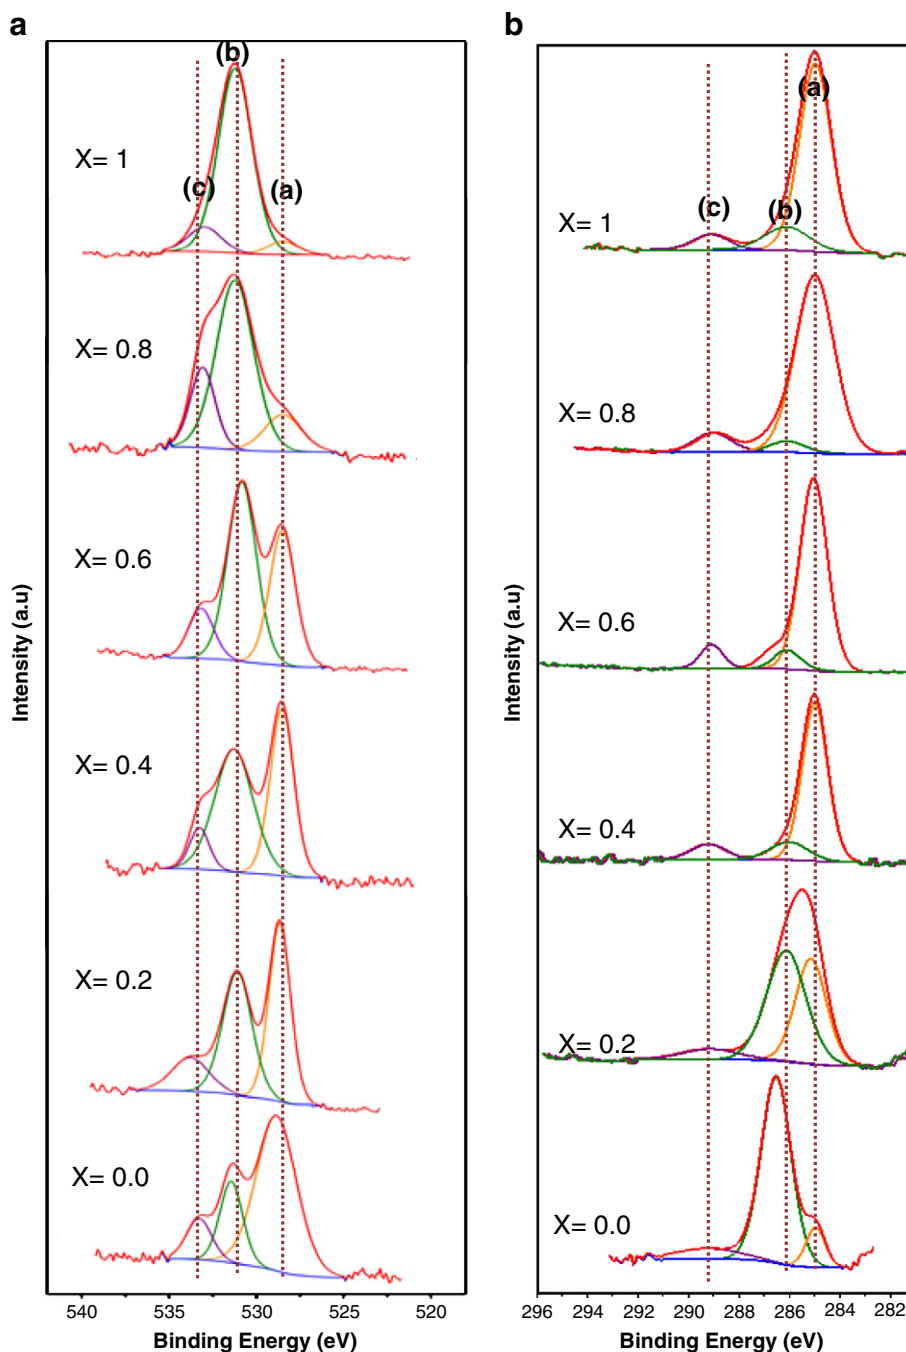 a
(b)
X= 1
(c)
(a)
X= 0.8
X= 0.6
X= 0.4
X= 0.2
X= 0.0
Intensity (a.u)
540 535 530 525 520
Binding Energy (eV)
b
(a)
(c)
(b)
X= 1
X= 0.8
X= 0.6
X= 0.4
X= 0.2
X= 0.0
Intensity (a.u)
296 294 292 290 288 286 284 282
Binding Energy (eV)